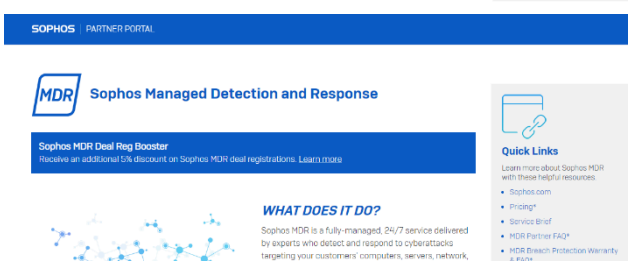 SOPHOS | PARTNER PORTAL
MDR
Sophos Managed Detection and Response
Sophos MDR Deal Reg Booster
Receive an additional 5% discount on Sophos MDR deal registrations. Learn more
WHAT DOES IT DO?
Sophos MDR is a fully-managed, 24/7 service delivered
by experts who detect and respond to cyberattacks
targeting your customers' computers, servers, network,
Quick Links
Learn more about Sophos MDR
with these helpful resources.
• Sophos.com
• Pricing*
• Service Brief
• MDR Partner FAQ*
• MDR Breach Protection Warranty
& FAQ*